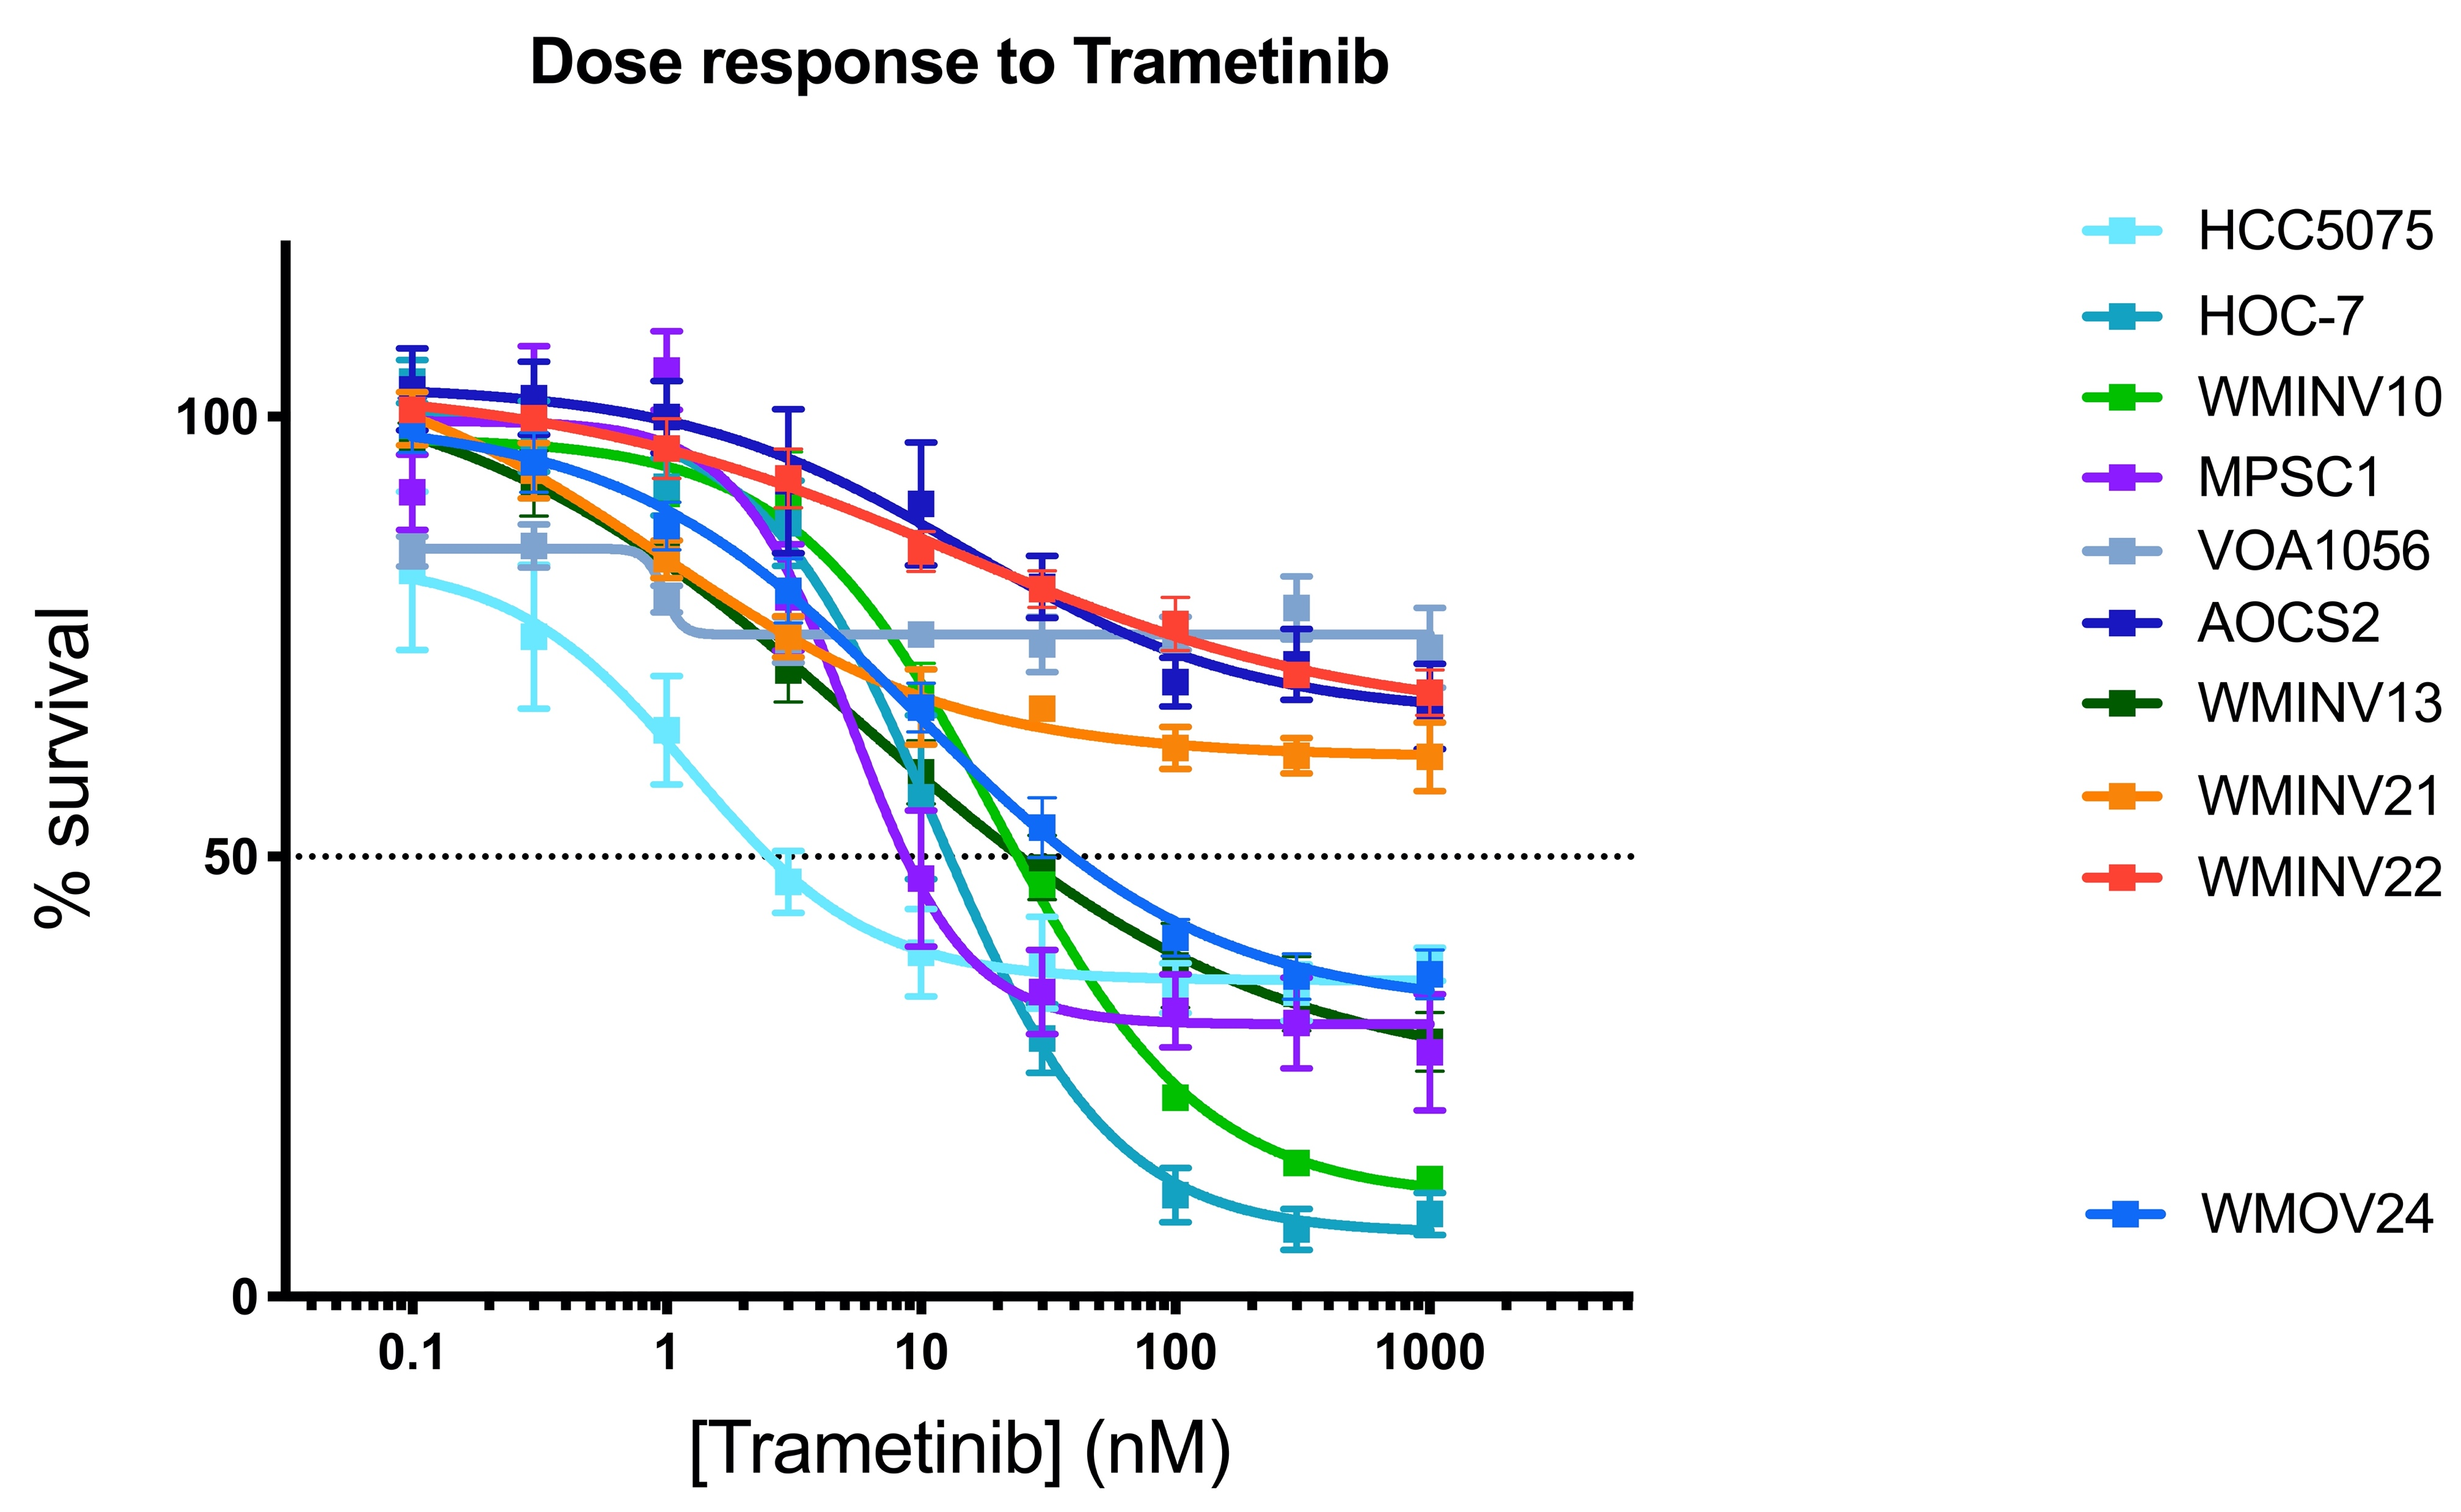 Dose response to Trametinib
% survival
100
50
0
0.1 1 10 100 1000
[Trametinib] (nM)
HCC5075
HOC-7
WMINV10
MPSC1
VOA1056
AOCS2
WMINV13
WMINV21
WMINV22
WMOV24